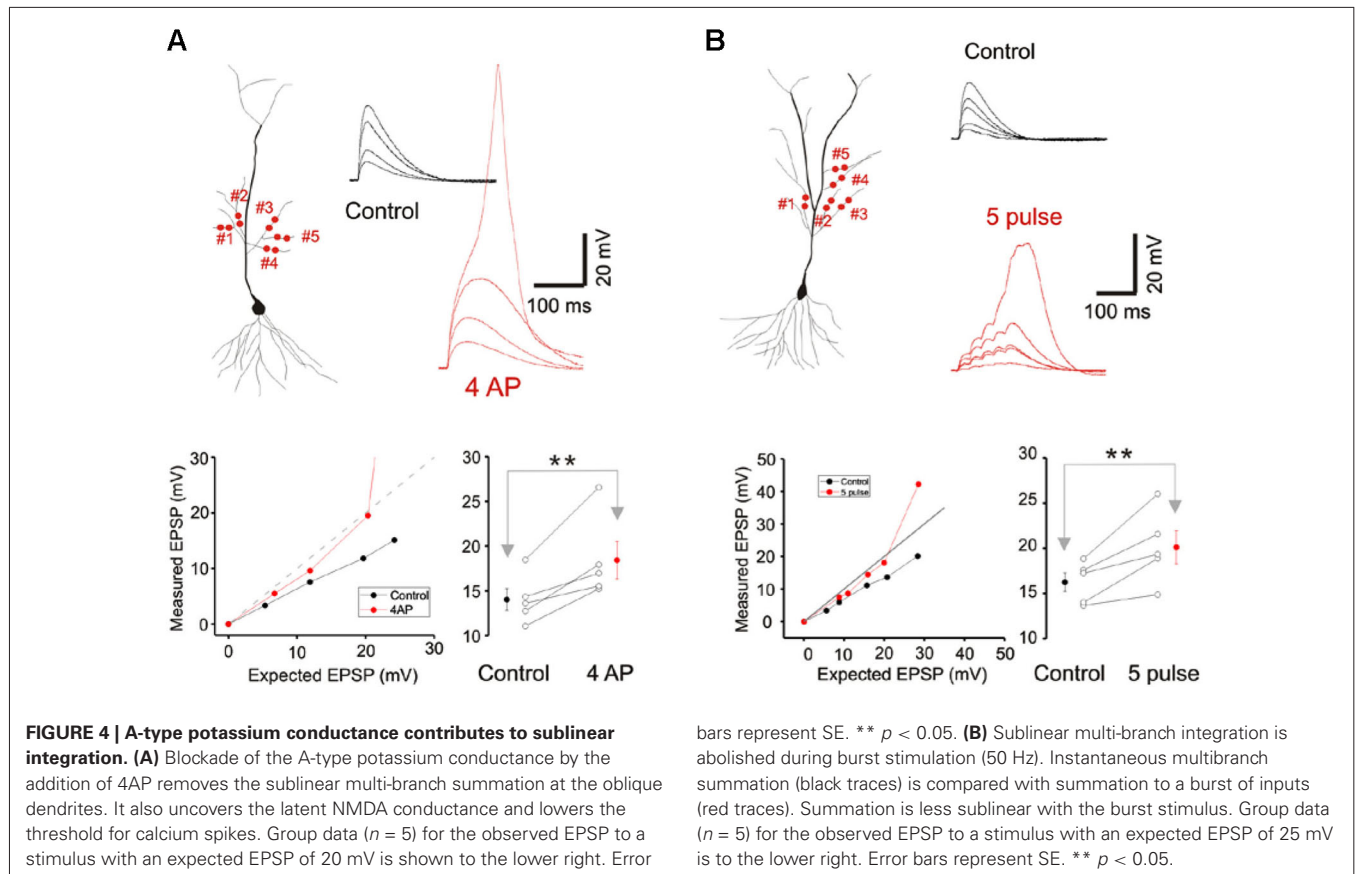 A
Control
#2
#3
#1
#5
#4
20 mV
100 ms
4 AP
B
Control
#5
#4
#1
#2
#3
5 pulse
20 mV
100 ms
30
20
10
0
Measured EPSP (mV)
0 10 20 30
Expected EPSP (mV)
Control
4AP
30
25
20
15
10
**
Control 4 AP
50
40
30
20
10
0
Measured EPSP (mV)
0 10 20 30 40 50
Expected EPSP (mV)
Control
5 pulse
30
25
20
15
10
**
Control 5 pulse
FIGURE 4 | A-type potassium conductance contributes to sublinear
integration. (A) Blockade of the A-type potassium conductance by the
addition of 4AP removes the sublinear multi-branch summation at the oblique
dendrites. It also uncovers the latent NMDA conductance and lowers the
threshold for calcium spikes. Group data (n = 5) for the observed EPSP to a
stimulus with an expected EPSP of 20 mV is shown to the lower right. Error
bars represent SE. ** p < 0.05. (B) Sublinear multi-branch integration is
abolished during burst stimulation (50 Hz). Instantaneous multibranch
summation (black traces) is compared with summation to a burst of inputs
(red traces). Summation is less sublinear with the burst stimulus. Group data
(n = 5) for the observed EPSP to a stimulus with an expected EPSP of 25 mV
is to the lower right. Error bars represent SE. ** p < 0.05.